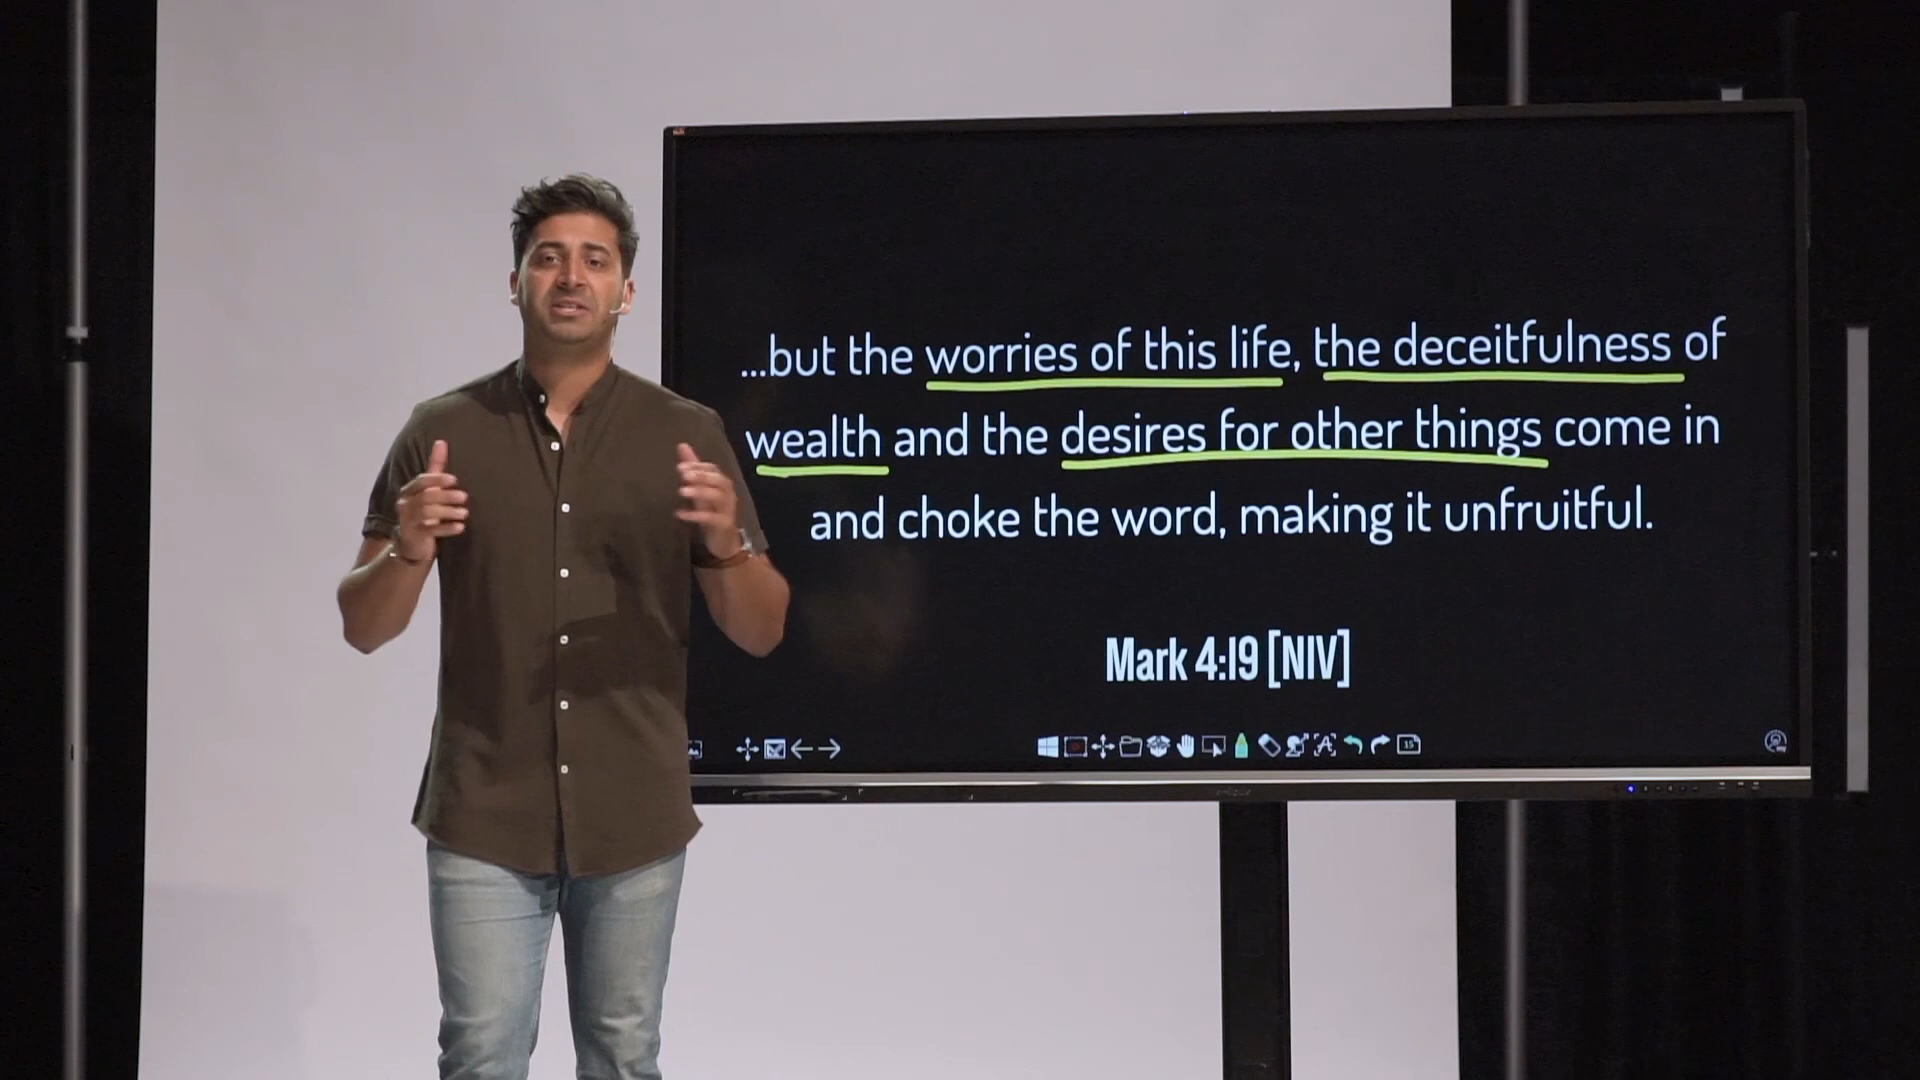 ...but the worries of this life, the deceitfulness of
wealth and the desires for other things come in
and choke the word, making it unfruitful.
Mark 4:19 [NIV]
15